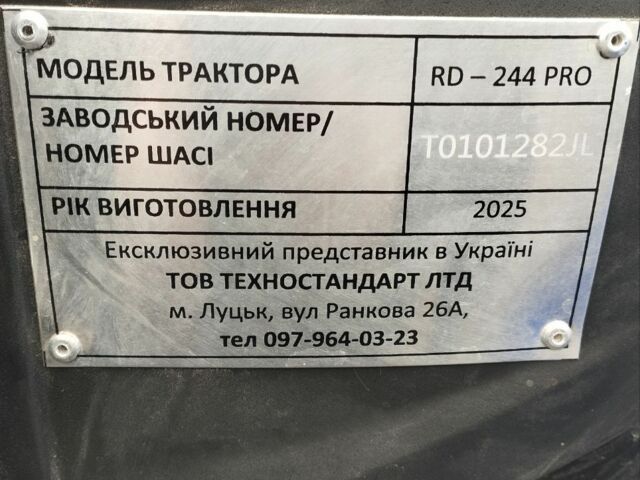 МОДЕЛЬ ТРАКТОРА RD – 244 PRO
ЗАВОДСЬКИЙ НОМЕР/
НОМЕР ШАСІ T0101282JL
РІК ВИГОТОВЛЕННЯ 2025
Ексклюзивний представник в Україні
ТОВ ТЕХНОСТАНДАРТ ЛТД
м. Луцьк, вул Ранкова 26А,
тел 097-964-03-23